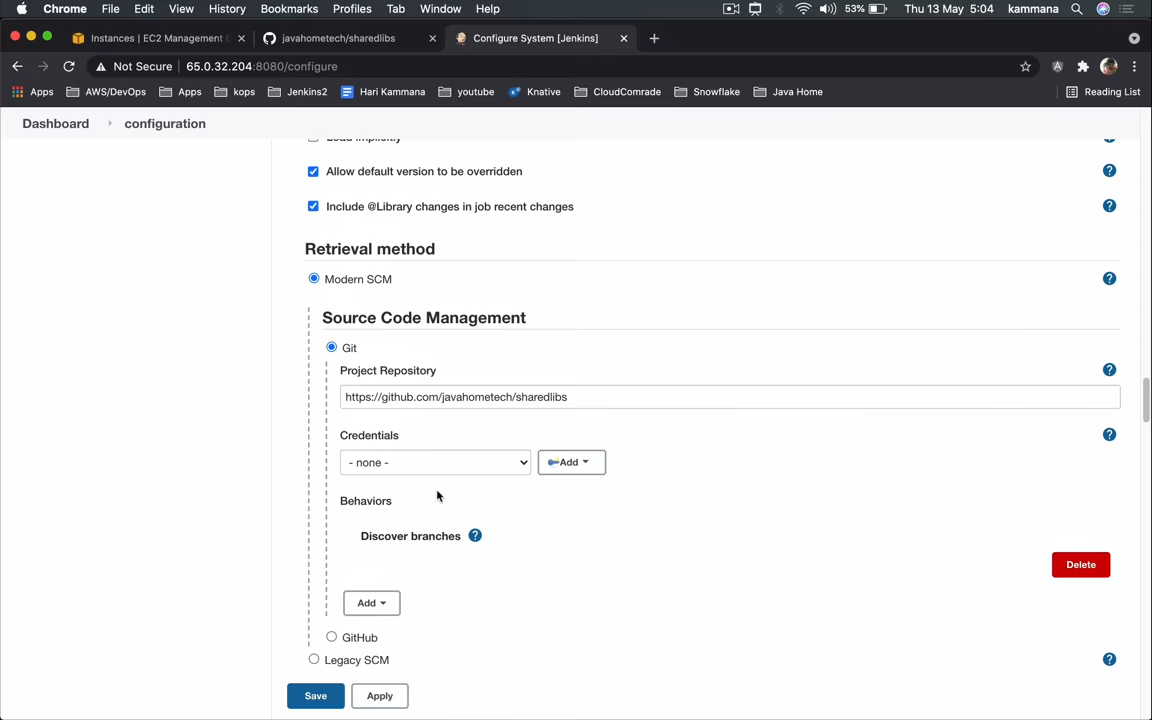 Chrome File Edit View History Bookmarks Profiles Tab Window Help 53% Thu 13 May 5:04 kammana
Instances | EC2 Management javahometech/sharedlibs Configure System [Jenkins]
Not Secure 65.0.32.204:8080/configure
Apps AWS/DevOps Apps kops Jenkins2 Hari Kammana youtube Knative CloudComrade Snowflake Java Home Reading List
Dashboard configuration
Load implicitly
Allow default version to be overridden
Include @Library changes in job recent changes
Retrieval method
Modern SCM
Source Code Management
Git
Project Repository
https://github.com/javahometech/sharedlibs
Credentials
- none - Add
Behaviors
Discover branches
Delete
Add
GitHub
Legacy SCM
Save Apply